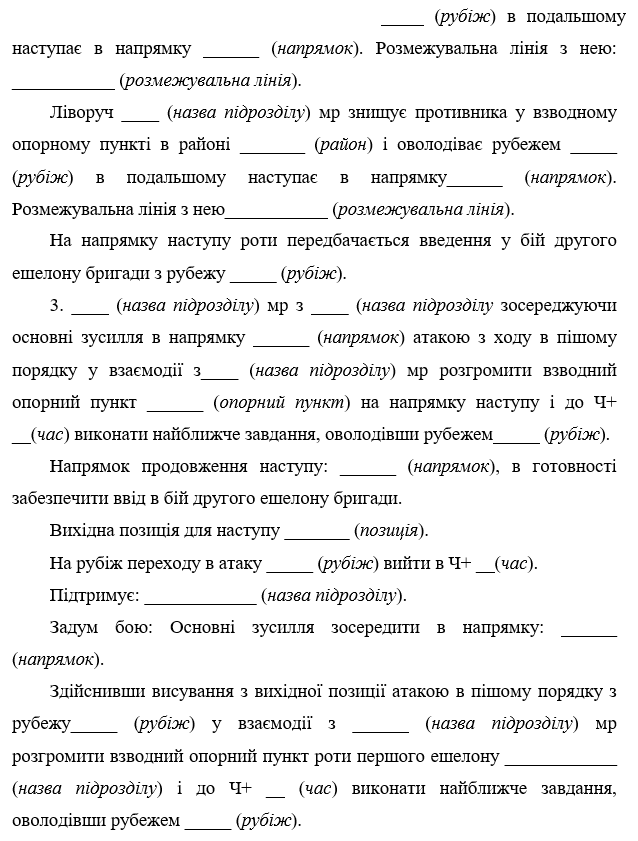 _____ (рубіж) в подальшому
наступає в напрямку ______ (напрямок). Розмежувальна лінія з нею:
___________ (розмежувальна лінія).
Ліворуч ____ (назва підрозділу) мр знищує противника у взводному
опорному пункті в районі _______ (район) і оволодіває рубежем _____
(рубіж) в подальшому наступає в напрямку______ (напрямок).
Розмежувальна лінія з нею___________ (розмежувальна лінія).
На напрямку наступу роти передбачається введення у бій другого
ешелону бригади з рубежу _____ (рубіж).
3. ____ (назва підрозділу) мр з ____ (назва підрозділу зосереджуючи
основні зусилля в напрямку ______ (напрямок) атакою з ходу в пішому
порядку у взаємодії з____ (назва підрозділу) мр розгромити взводний
опорний пункт ______ (опорний пункт) на напрямку наступу і до Ч+
__(час) виконати найближче завдання, оволодівши рубежем_____ (рубіж).
Напрямок продовження наступу: ______ (напрямок), в готовності
забезпечити ввід в бій другого ешелону бригади.
Вихідна позиція для наступу _______ (позиція).
На рубіж переходу в атаку _____ (рубіж) вийти в Ч+ __(час).
Підтримує: ____________ (назва підрозділу).
Задум бою: Основні зусилля зосередити в напрямку: ______
(напрямок).
Здійснивши висування з вихідної позиції атакою в пішому порядку з
рубежу_____ (рубіж) у взаємодії з ______ (назва підрозділу) мр
розгромити взводний опорний пункт роти першого ешелону ____________
(назва підрозділу) і до Ч+ __ (час) виконати найближче завдання,
оволодівши рубежем _____ (рубіж).